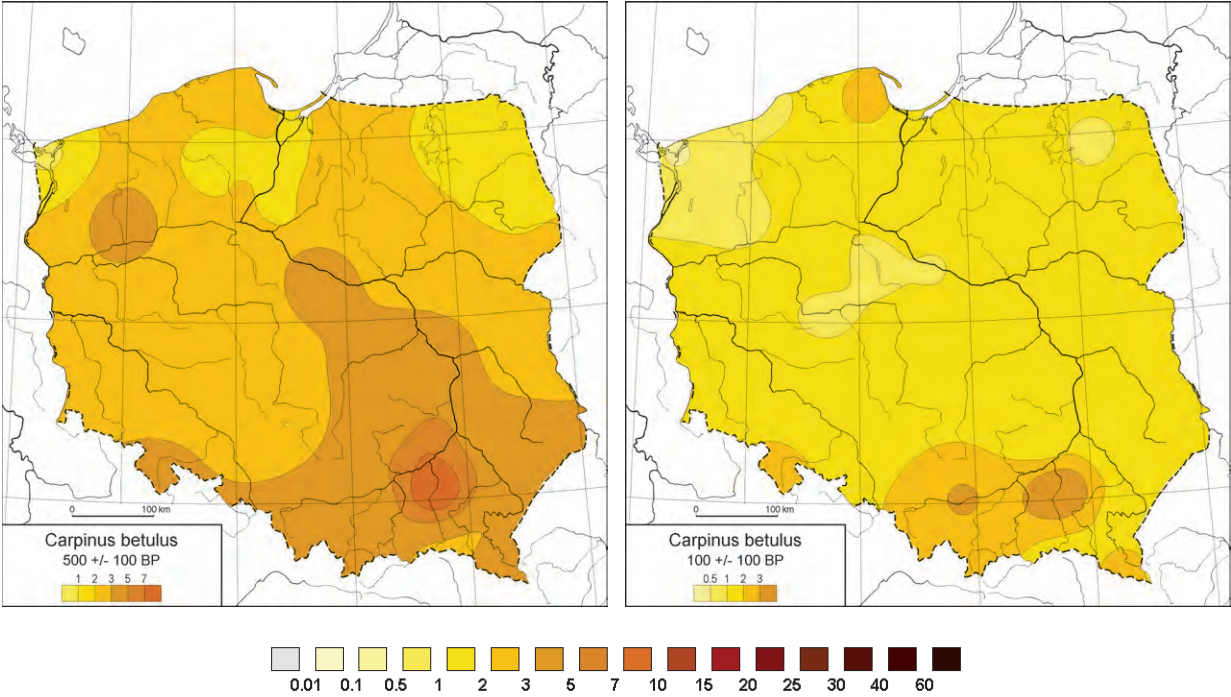 0 100 km
Carpinus betulus
500 +/- 100 BP
1 2 3 5 7
0 100 km
Carpinus betulus
100 +/- 100 BP
0.5 1 2 3
0.01 0.1 0.5 1 2 3 5 7 10 15 20 25 30 40 60